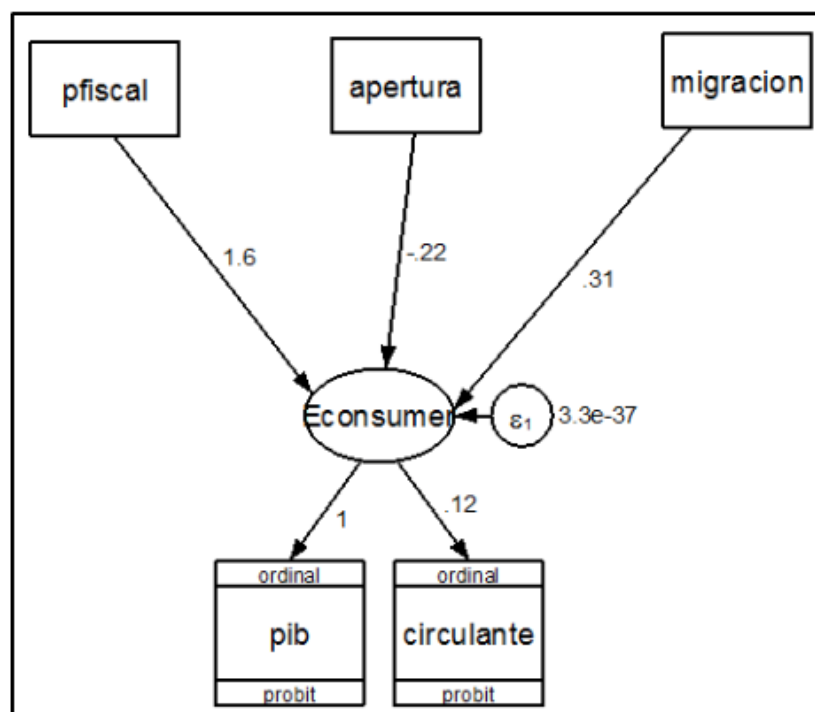 pfiscal
apertura
migracion
1.6
-.22
.31
Econsumer
ε1
3.3e-37
1
.12
ordinal
pib
probit
ordinal
circulante
probit